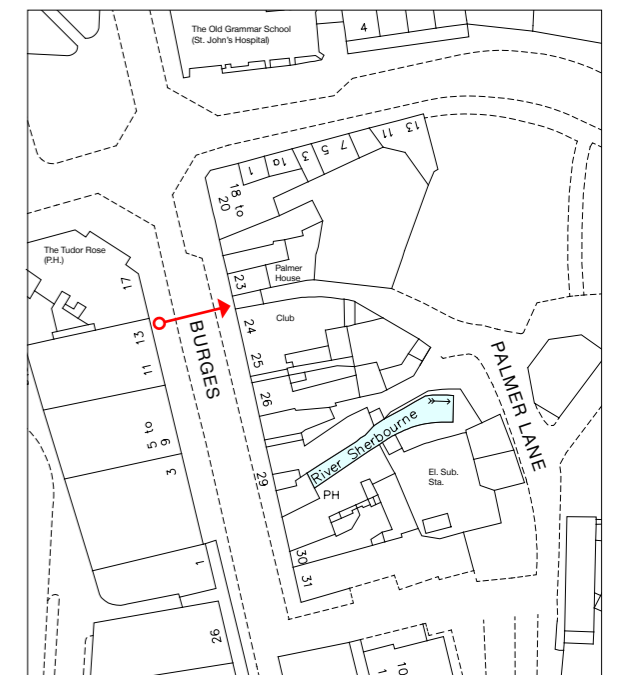 The Old Grammar School
(St. John's Hospital)
4
1
1a
3
5
7
11
13
18 to
20
The Tudor Rose
(P.H.)
17
Palmer
House
23
Club
24
25
13
BURGES
11
PALMER LANE
26
River Sherbourne
9
5 to
3
29
El. Sub.
Sta.
PH
30
31
1
26
10